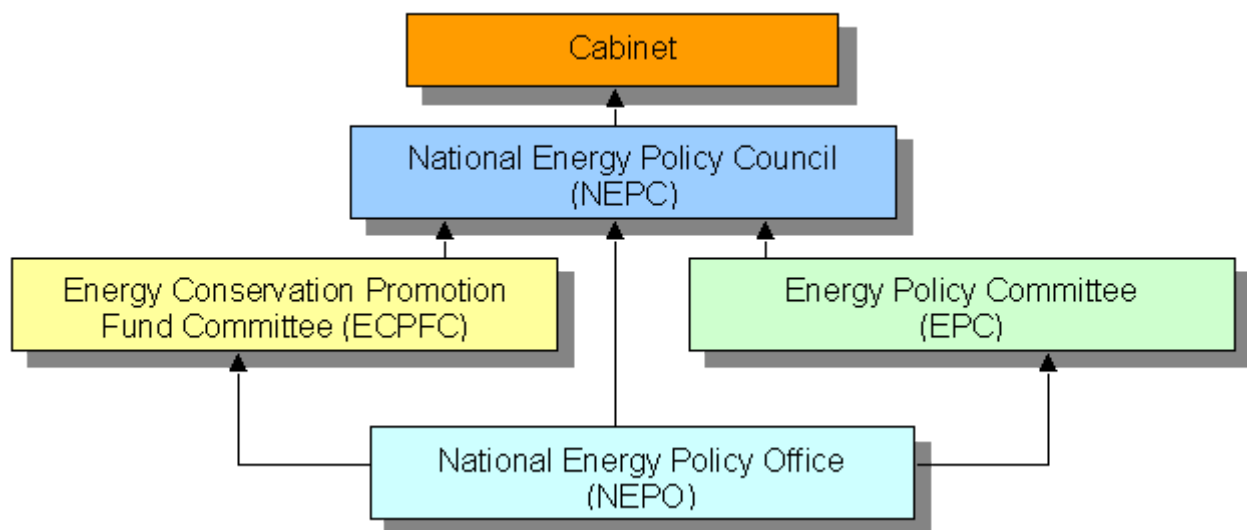 Cabinet
National Energy Policy Council
(NEPC)
Energy Conservation Promotion
Fund Committee (ECPFC)
Energy Policy Committee
(EPC)
National Energy Policy Office
(NEPO)